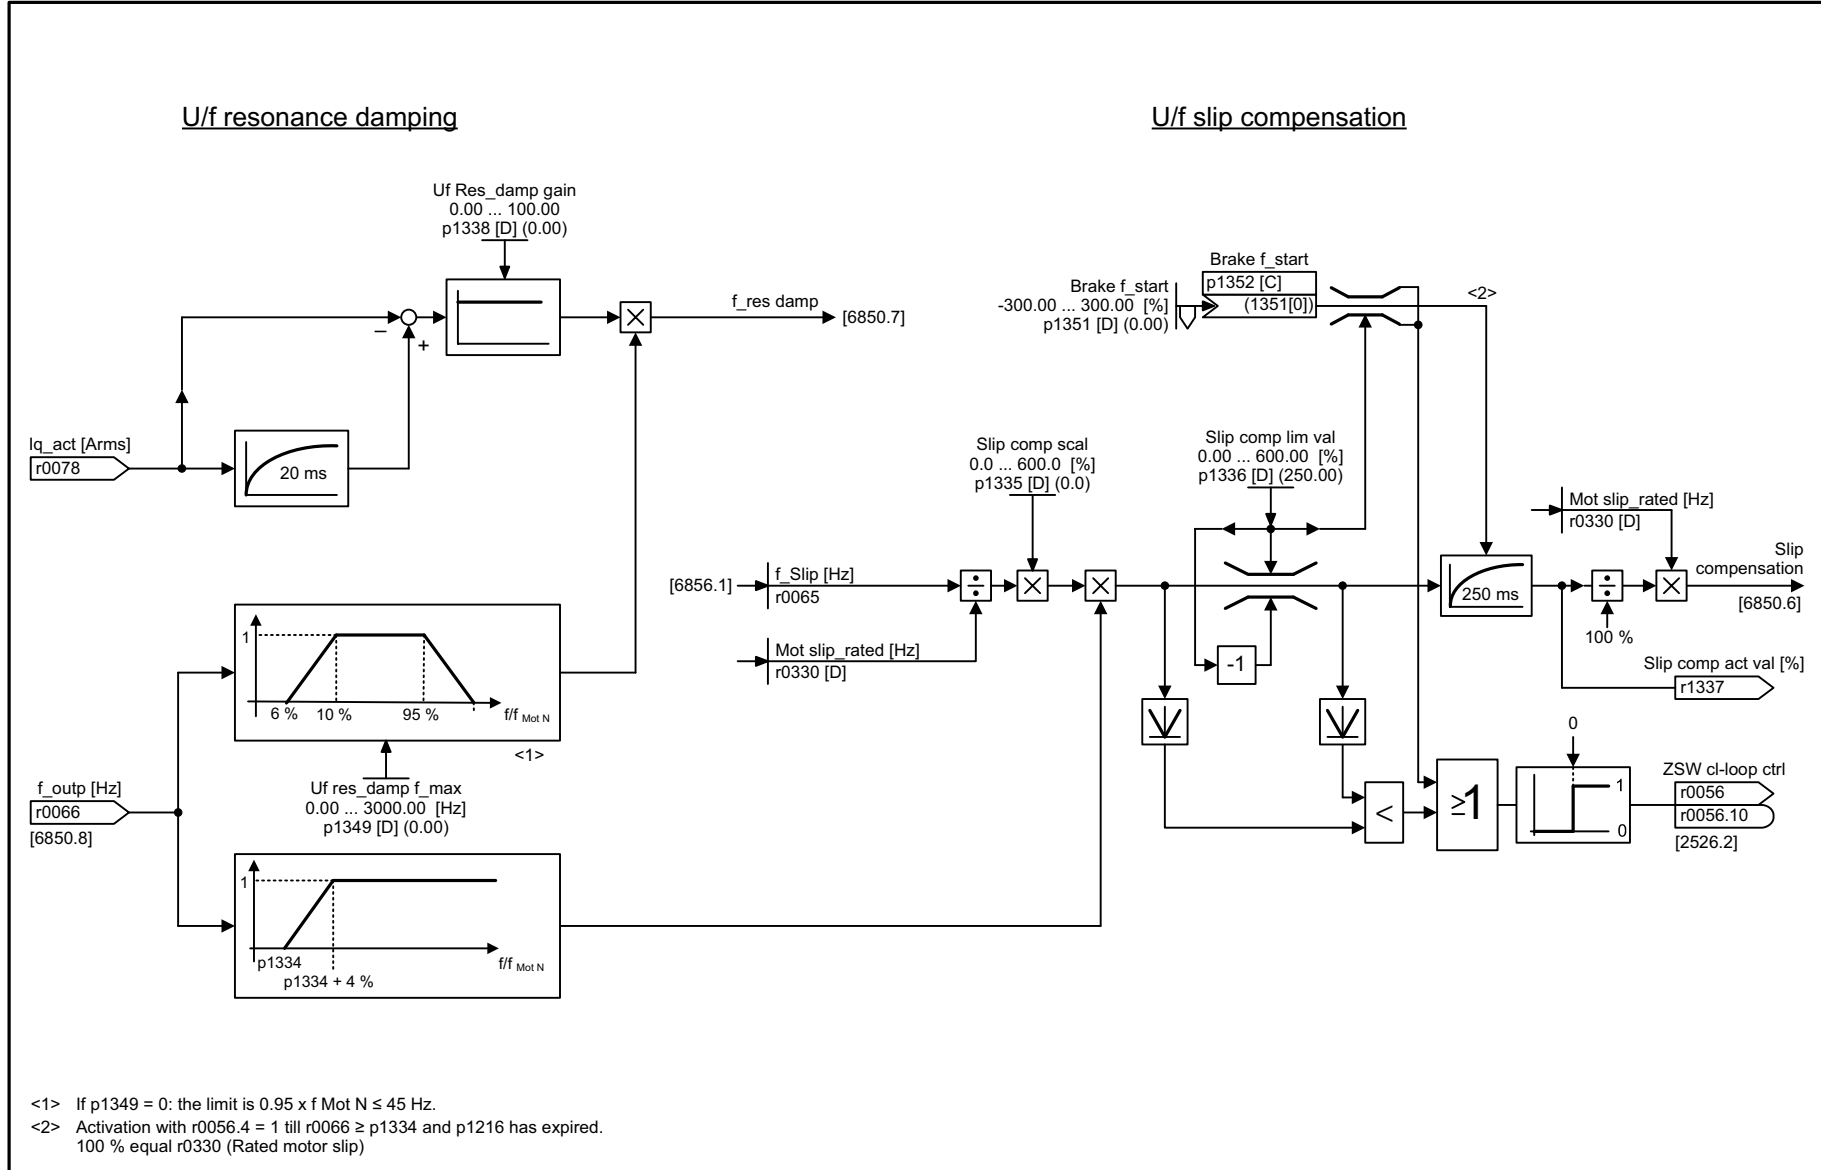 U/f resonance damping
U/f slip compensation
Uf Res_damp gain
0.00 ... 100.00
p1338 [D] (0.00)
f_res damp
[6850.7]
–
+
Iq_act [Arms]
r0078
20 ms
1
6 %
10 %
95 %
f/f Mot N
<1>
Uf res_damp f_max
0.00 ... 3000.00 [Hz]
p1349 [D] (0.00)
f_outp [Hz]
r0066
[6850.8]
1
p1334
p1334 + 4 %
f/f Mot N
Brake f_start
-300.00 ... 300.00 [%]
p1351 [D] (0.00)
Brake f_start
p1352 [C]
(1351[0])
<2>
Slip comp scal
0.0 ... 600.0 [%]
p1335 [D] (0.0)
Slip comp lim val
0.00 ... 600.00 [%]
p1336 [D] (250.00)
[6856.1]
f_Slip [Hz]
r0065
÷
×
×
Mot slip_rated [Hz]
r0330 [D]
-1
250 ms
Mot slip_rated [Hz]
r0330 [D]
÷
×
×
100 %
Slip
compensation
[6850.6]
Slip comp act val [%]
r1337
<
≥1
0
1
0
ZSW cl-loop ctrl
r0056
r0056.10
[2526.2]
<1> If p1349 = 0: the limit is 0.95 x f Mot N ≤ 45 Hz.
<2> Activation with r0056.4 = 1 till r0066 ≥ p1334 and p1216 has expired.
100 % equal r0330 (Rated motor slip)